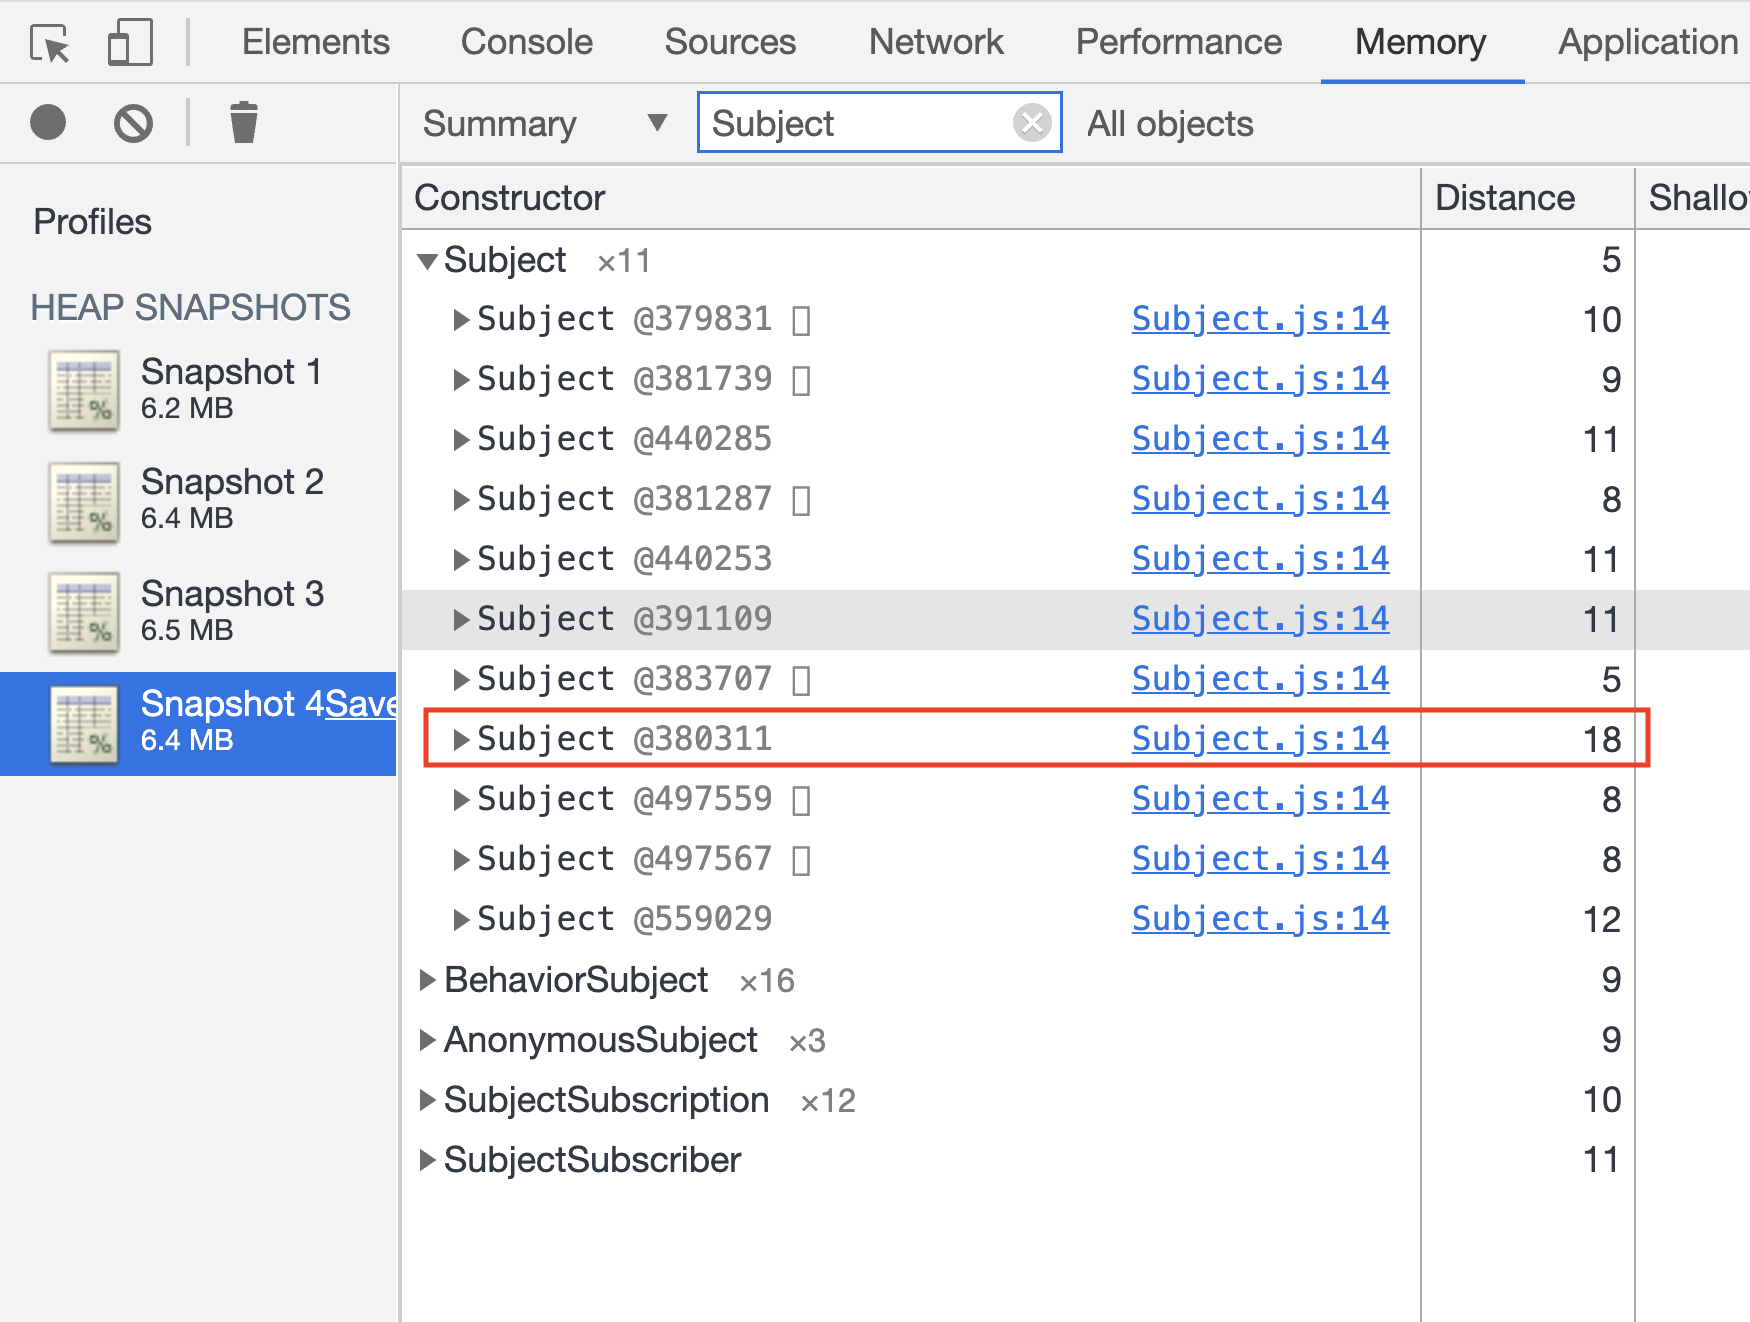 Elements Console Sources Network Performance Memory Application
Summary ▼ Subject All objects
Profiles
HEAP SNAPSHOTS
Snapshot 1
6.2 MB
Snapshot 2
6.4 MB
Snapshot 3
6.5 MB
Snapshot 4Save
6.4 MB
Constructor Distance Shallo
Subject ×11 5
Subject @379831 Subject.js:14 10
Subject @381739 Subject.js:14 9
Subject @440285 Subject.js:14 11
Subject @381287 Subject.js:14 8
Subject @440253 Subject.js:14 11
Subject @391109 Subject.js:14 11
Subject @383707 Subject.js:14 5
Subject @380311 Subject.js:14 18
Subject @497559 Subject.js:14 8
Subject @497567 Subject.js:14 8
Subject @559029 Subject.js:14 12
BehaviorSubject ×16 9
AnonymousSubject ×3 9
SubjectSubscription ×12 10
SubjectSubscriber 11